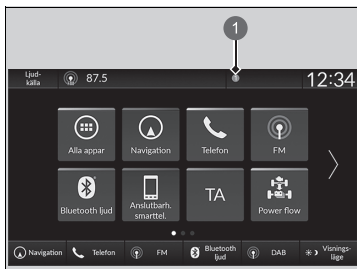 1
Ljud-
källa
87.5
12:34
Alla appar
Navigation
Telefon
FM
Bluetooth ljud
Anslutbarh.
smarttel.
TA
Power flow
Navigation
Telefon
FM
Bluetooth
ljud
DAB
Visnings-
läge